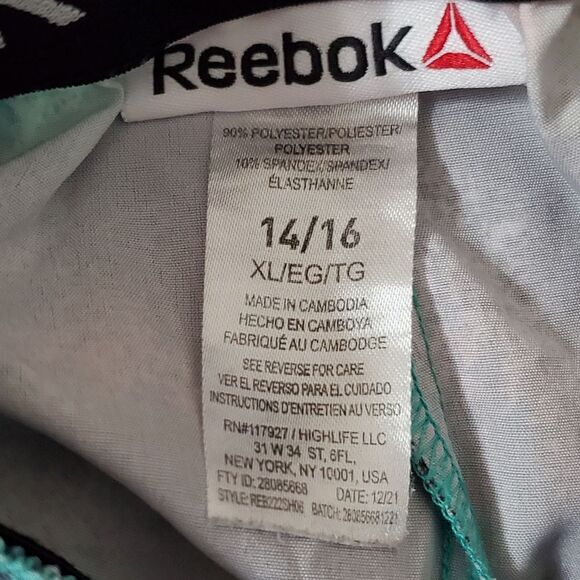 Reebok
90% POLYESTER/POLIESTER/
POLYESTER
10% SPANDEX/SPANDEX/
ÉLASTHANNE
14/16
XL/EG/TG
MADE IN CAMBODIA
HECHO EN CAMBOYA
FABRIQUÉ AU CAMBODGE
SEE REVERSE FOR CARE
VER EL REVERSO PARA EL CUIDADO
INSTRUCTIONS D'ENTRETIEN AU VERSO
RN#117927 / HIGHLIFE LLC
31 W 34 ST, 6FL,
NEW YORK, NY 10001, USA
FTY ID: 28085668 DATE: 12/21
STYLE: REB222SH06 BATCH: 280856681221